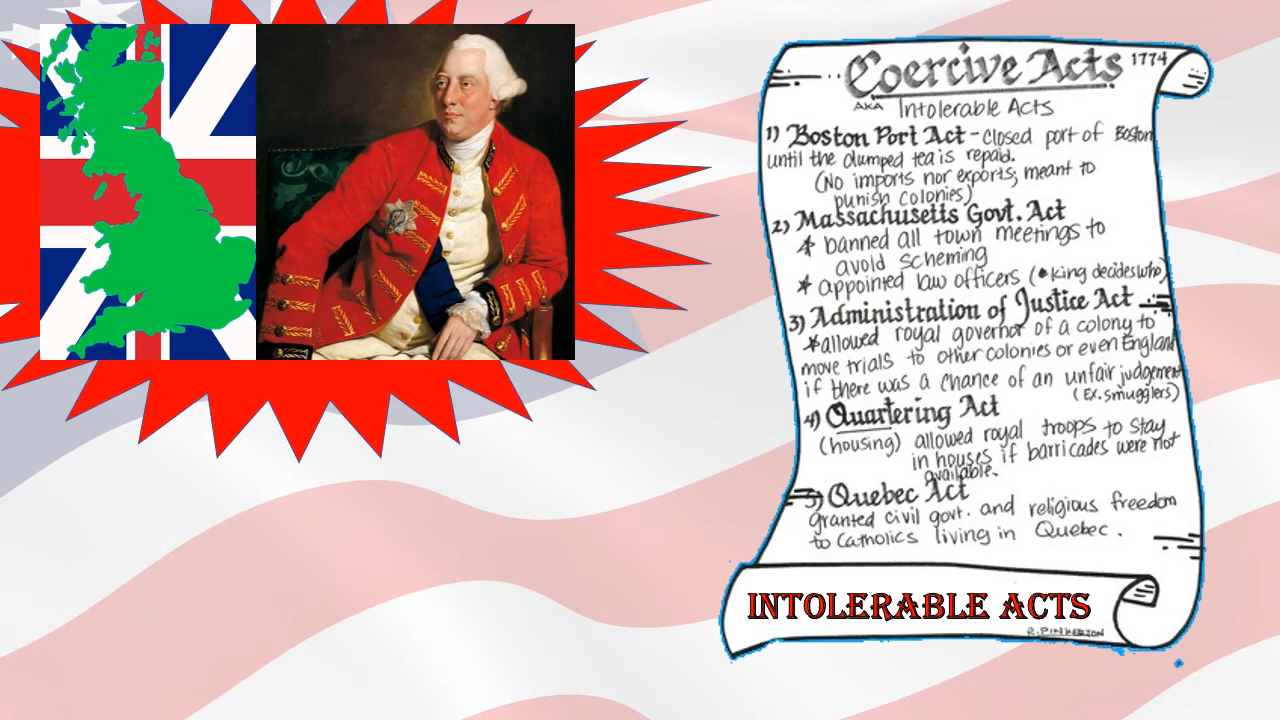 Coercive Acts 1774
AKA Intolerable Acts
1) Boston Port Act - closed port of Boston
until the dumped tea is repaid.
(No imports nor exports; meant to
punish colonies)
2) Massachusetts Govt. Act
* banned all town meetings to
avoid scheming
* appointed law officers (• king decides who)
3) Administration of Justice Act
* allowed royal governor of a colony to
move trials to other colonies or even England
if there was a chance of an unfair judgement
(Ex. smugglers)
4) Quartering Act
(housing) allowed royal troops to stay
in houses if barricades were not
available.
5) Quebec Act
granted civil govt. and religious freedom
to Catholics living in Quebec.
INTOLERABLE ACTS
R. PINKERTON